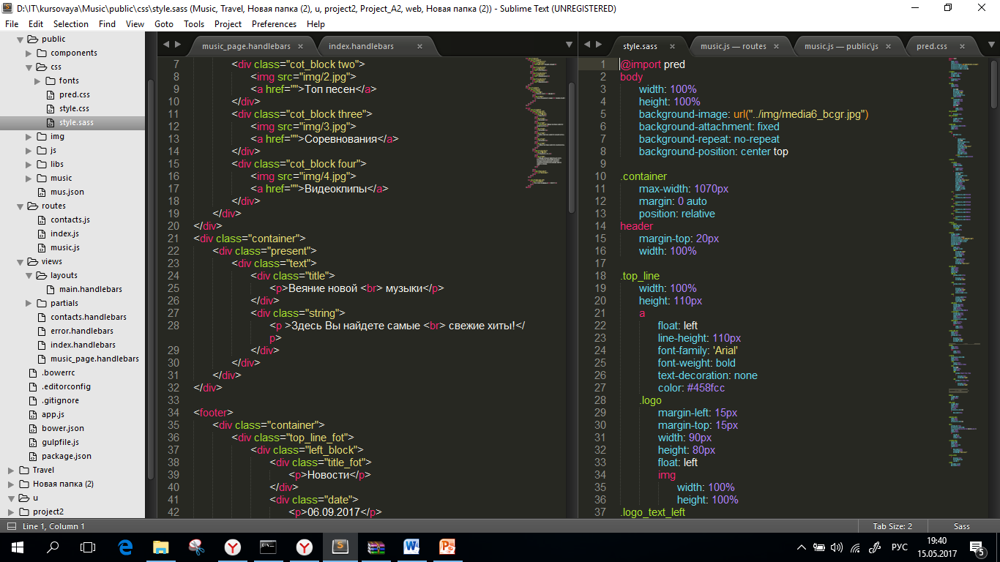 D:\IT\kursovaya\Music\public\css\style.sass (Music, Travel, Новая папка (2), u, project2, Project_A2, web, Новая папка (2)) - Sublime Text (UNREGISTERED)
File Edit Selection Find View Goto Tools Project Preferences Help
public
components
css
fonts
pred.css
style.css
style.sass
img
js
libs
music
mus.json
routes
contacts.js
index.js
music.js
views
layouts
main.handlebars
partials
contacts.handlebars
error.handlebars
index.handlebars
music_page.handlebars
.bowerrc
.editorconfig
.gitignore
app.js
bower.json
gulpfile.js
package.json
Travel
Новая папка (2)
u
project2
music_page.handlebars × index.handlebars ×
7 <div class="cot_block two">
8 <img src="img/2.jpg">
9 <a href="">Топ песен</a>
10 </div>
11 <div class="cot_block three">
12 <img src="img/3.jpg">
13 <a href="">Соревнования</a>
14 </div>
15 <div class="cot_block four">
16 <img src="img/4.jpg">
17 <a href="">Видеоклипы</a>
18 </div>
19 </div>
20 </div>
21 <div class="container">
22 <div class="present">
23 <div class="text">
24 <div class="title">
25 <p>Веяние новой <br> музыки</p>
26 </div>
27 <div class="string">
28 <p >Здесь Вы найдете самые <br> свежие хиты!</
p>
29 </div>
30 </div>
31 </div>
32 </div>
33
34 <footer>
35 <div class="container">
36 <div class="top_line_fot">
37 <div class="left_block">
38 <div class="title_fot">
39 <p>Новости</p>
40 </div>
41 <div class="date">
42 <p>06.09.2017</p>
style.sass × music.js — routes × music.js — public\js × pred.css ×
1 @import pred
2 body
3 width: 100%
4 height: 100%
5 background-image: url("../img/media6_bcgr.jpg")
6 background-attachment: fixed
7 background-repeat: no-repeat
8 background-position: center top
9
10 .container
11 max-width: 1070px
12 margin: 0 auto
13 position: relative
14 header
15 margin-top: 20px
16 width: 100%
17
18 .top_line
19 width: 100%
20 height: 110px
21 a
22 float: left
23 line-height: 110px
24 font-family: 'Arial'
25 font-weight: bold
26 text-decoration: none
27 color: #458fcc
28 .logo
29 margin-left: 15px
30 margin-top: 15px
31 width: 90px
32 height: 80px
33 float: left
34 img
35 width: 100%
36 height: 100%
37 .logo_text_left
Line 1, Column 1 Tab Size: 2 Sass
РУС
19:40
15.05.2017
5